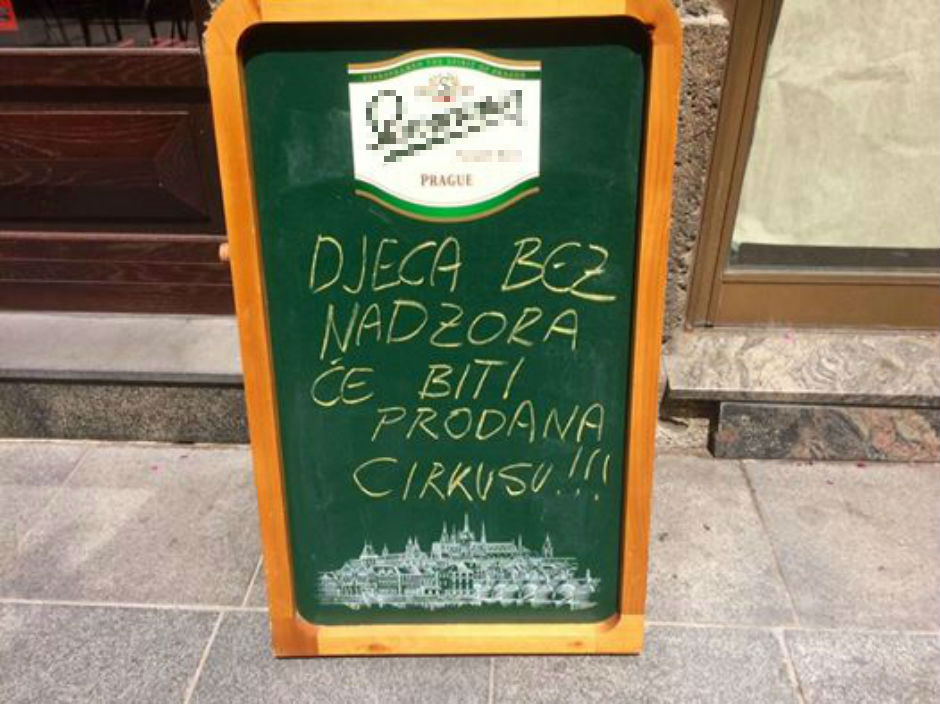 PRAGUE
DJECA BEZ
NADZORA
ĆE BITI
PRODANA
CIRKUSU!!!